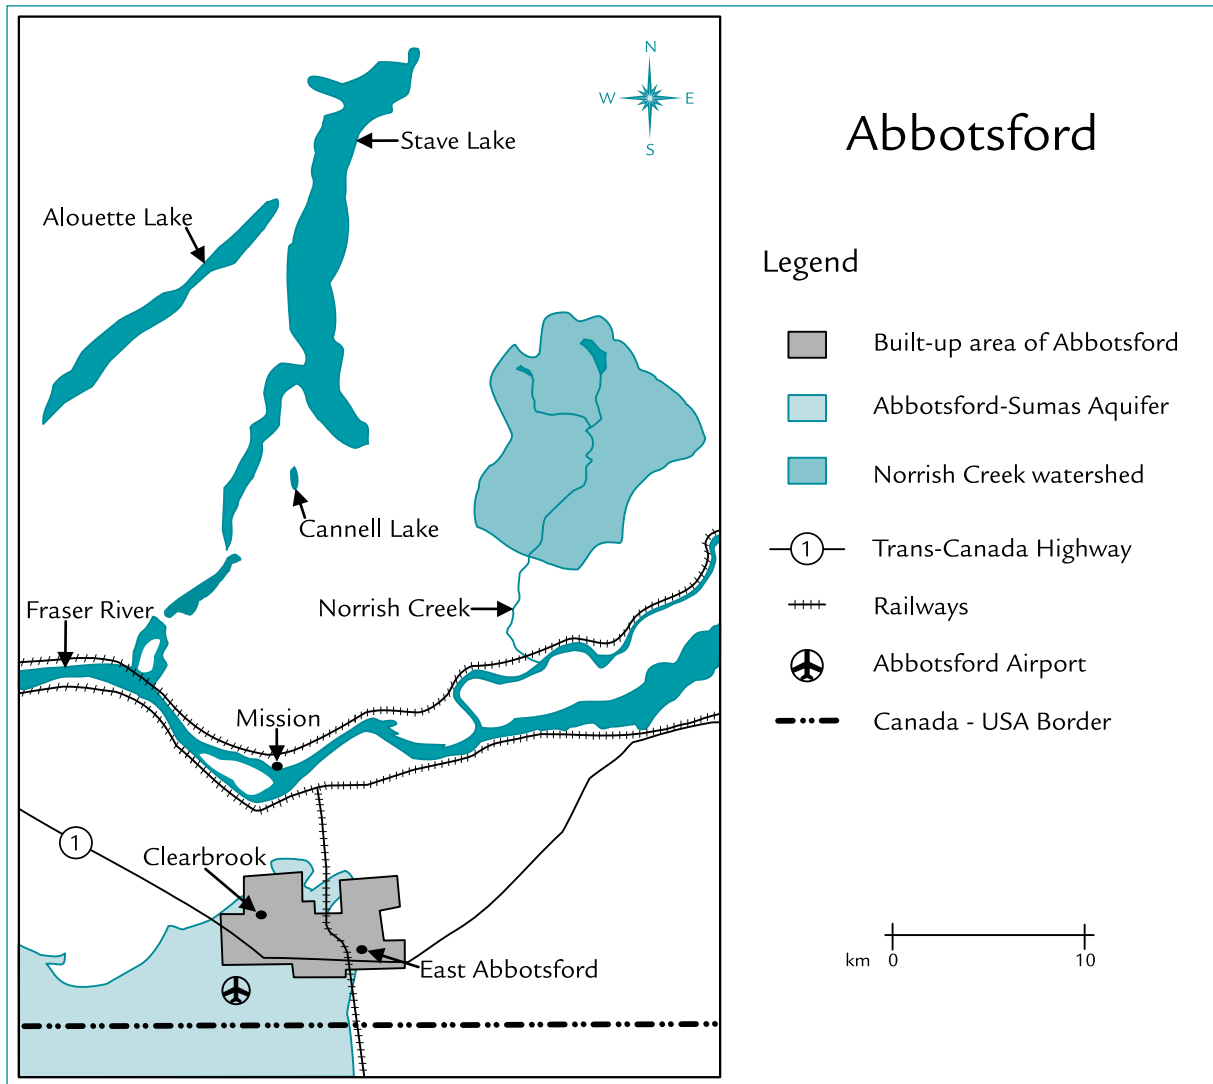 N
W E
S
Stave Lake
Abbotsford
Alouette Lake
Legend
Built-up area of Abbotsford
Abbotsford-Sumas Aquifer
Norrish Creek watershed
Cannell Lake
1 Trans-Canada Highway
Fraser River
Norrish Creek
Railways
Abbotsford Airport
Mission
Canada - USA Border
1
Clearbrook
East Abbotsford
km 0 10